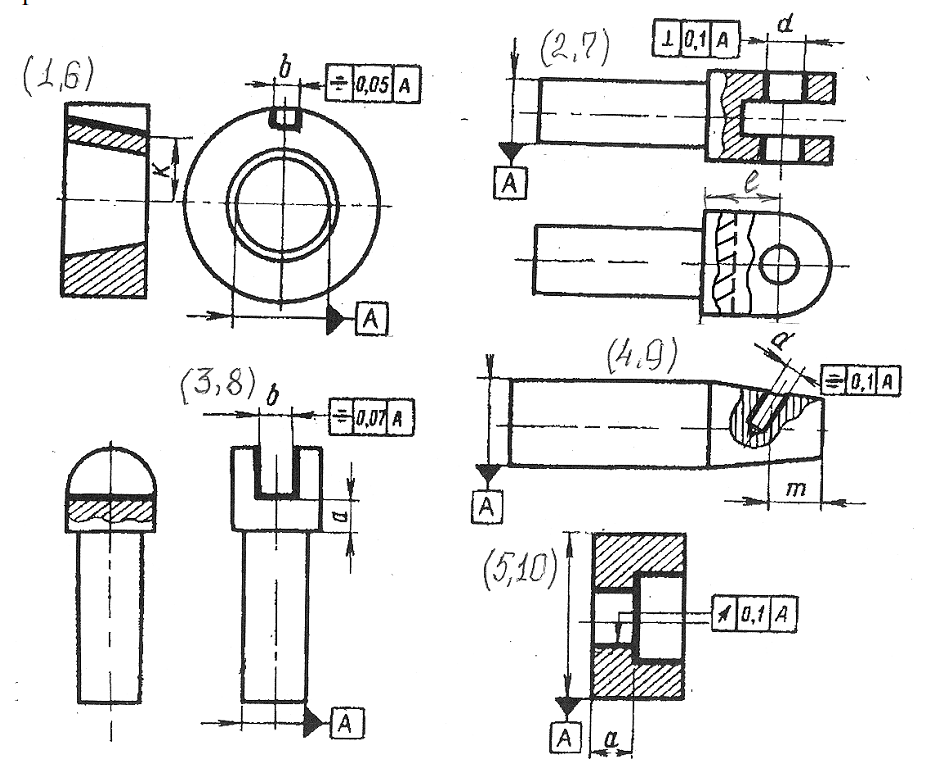 (1,6)
b
⌯ 0,05 A
K
A
(2,7)
⊥ 0,1 A
d
A
e
(3,8)
b
⌯ 0,07 A
a
A
(4,9)
d
⌯ 0,1 A
A
m
(5,10)
↗ 0,1 A
A
a